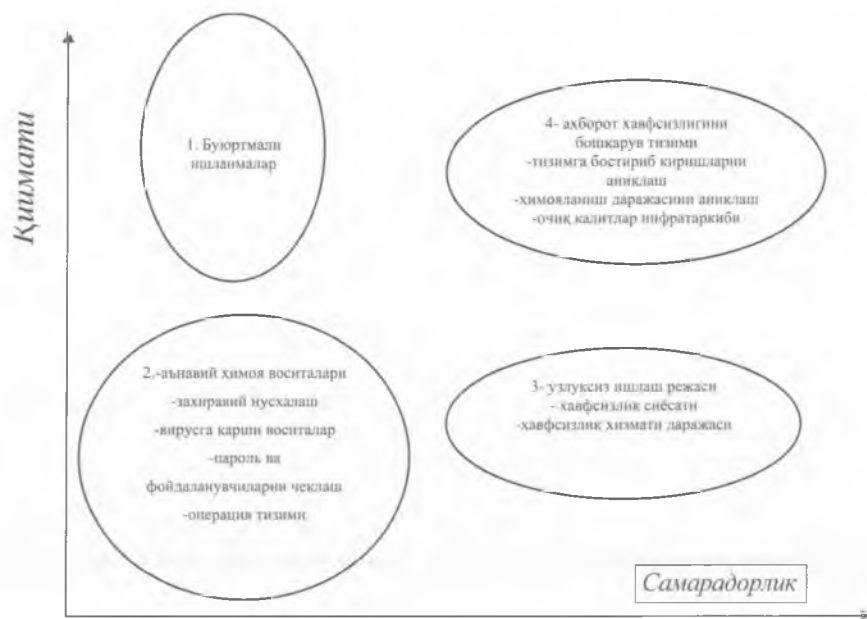 Қиимати
1. Буюртмали
ишланмалар
4- ахборот хавфсизлигини
бошқарув тизими
-тизимга бостириб киришларни
аниқлаш
-ҳимояланиш даражасини аниқлаш
-очиқ калитлар инфратаркиби
2.-аънавий ҳимоя воситалари
-захиравий нусхалаш
-вирусга қарши воситалар
-пароль ва
фойдаланувчиларни чеклаш
-операция тизими
3- узлуксиз ишлаш режаси
- хавфсизлик сиёсати
-хавфсизлик хизмати даражаси
Самарадорлик